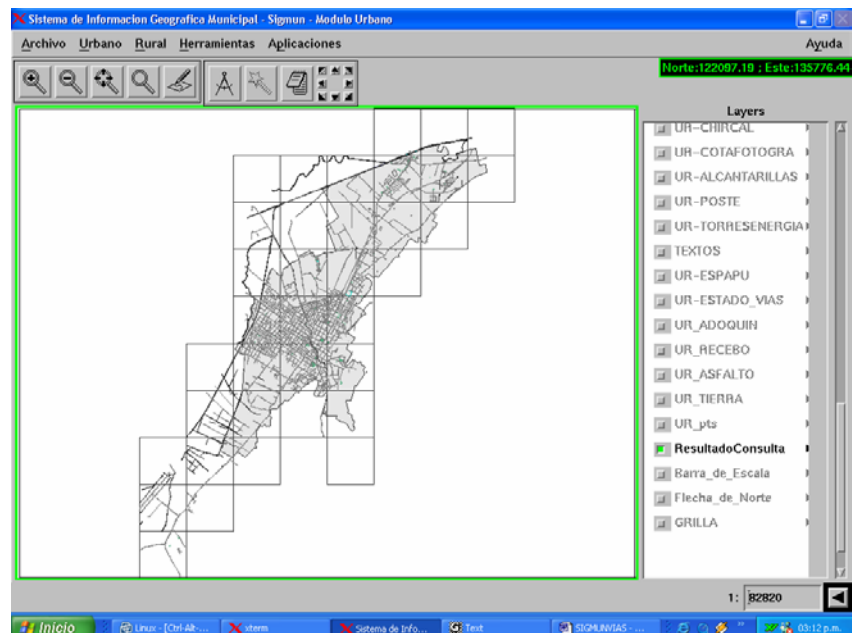 Sistema de Informacion Geografica Municipal - Sigmun - Modulo Urbano
Archivo Urbano Rural Herramientas Aplicaciones Ayuda
Norte:122097.19 : Este:135776.44
Layers
UR-CHIRCAL
UR-COTAFOTOGRA
UR-ALCANTARILLAS
UR-POSTE
UR-TORRESENERGIA
TEXTOS
UR-ESPAPU
UR-ESTADO_VIAS
UR_ADOQUIN
UR_RECEBO
UR_ASFALTO
UR_TIERRA
UR_pts
ResultadoConsulta
Barra_de_Escala
Flecha_de_Norte
GRILLA
1: 82820
Inicio Linux - [Ctrl-Alt-... xterm Sistema de Info... Text SIGMUNVIAS - ... 03:12 p.m.